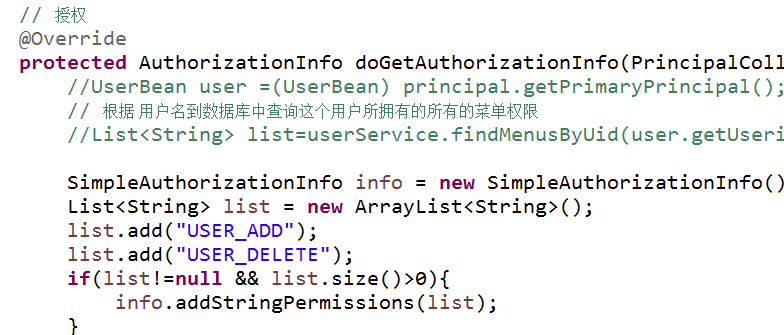 // 授权
@Override
protected AuthorizationInfo doGetAuthorizationInfo(PrincipalColl
//UserBean user =(UserBean) principal.getPrimaryPrincipal();
// 根据 用户名到数据库中查询这个用户所拥有的所有的菜单权限
//List<String> list=userService.findMenusByUid(user.getUseri
SimpleAuthorizationInfo info = new SimpleAuthorizationInfo()
List<String> list = new ArrayList<String>();
list.add("USER_ADD");
list.add("USER_DELETE");
if(list!=null && list.size()>0){
info.addStringPermissions(list);
}